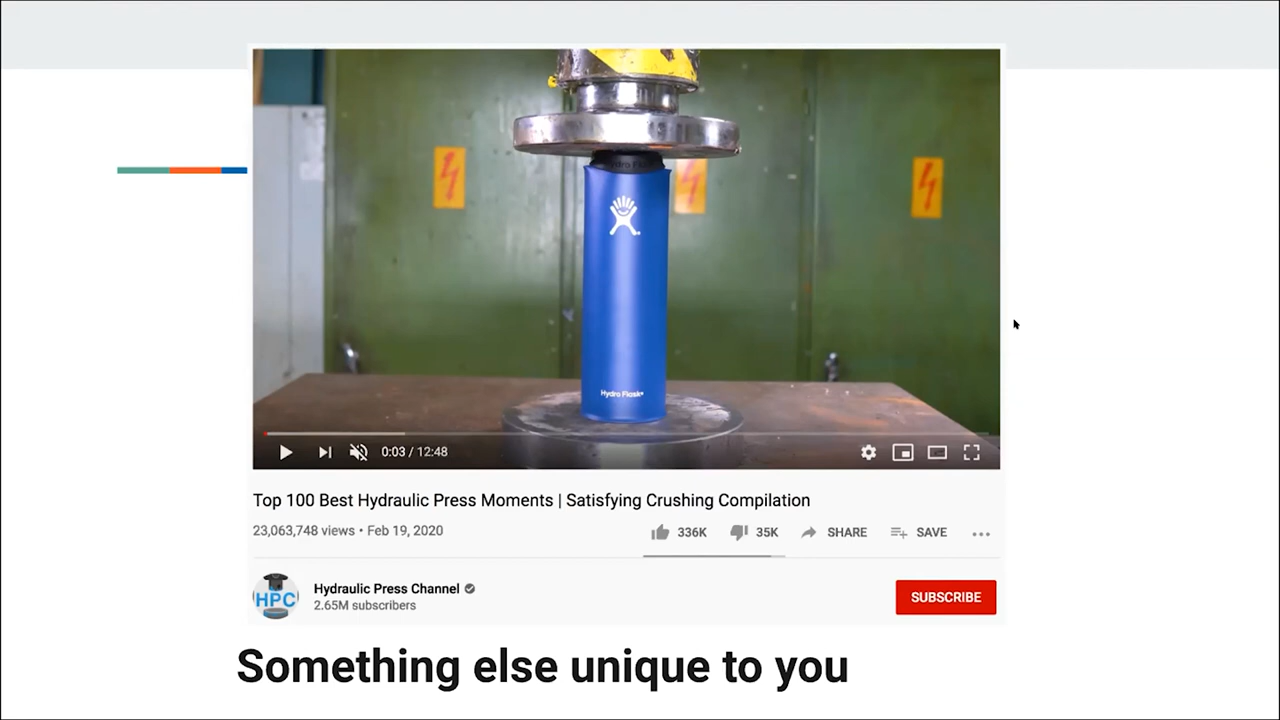 Hydro Flask
Hydro Flask
0:03 / 12:48
Top 100 Best Hydraulic Press Moments | Satisfying Crushing Compilation
23,063,748 views • Feb 19, 2020
336K
35K
SHARE
SAVE
HPC
Hydraulic Press Channel
2.65M subscribers
SUBSCRIBE
Something else unique to you